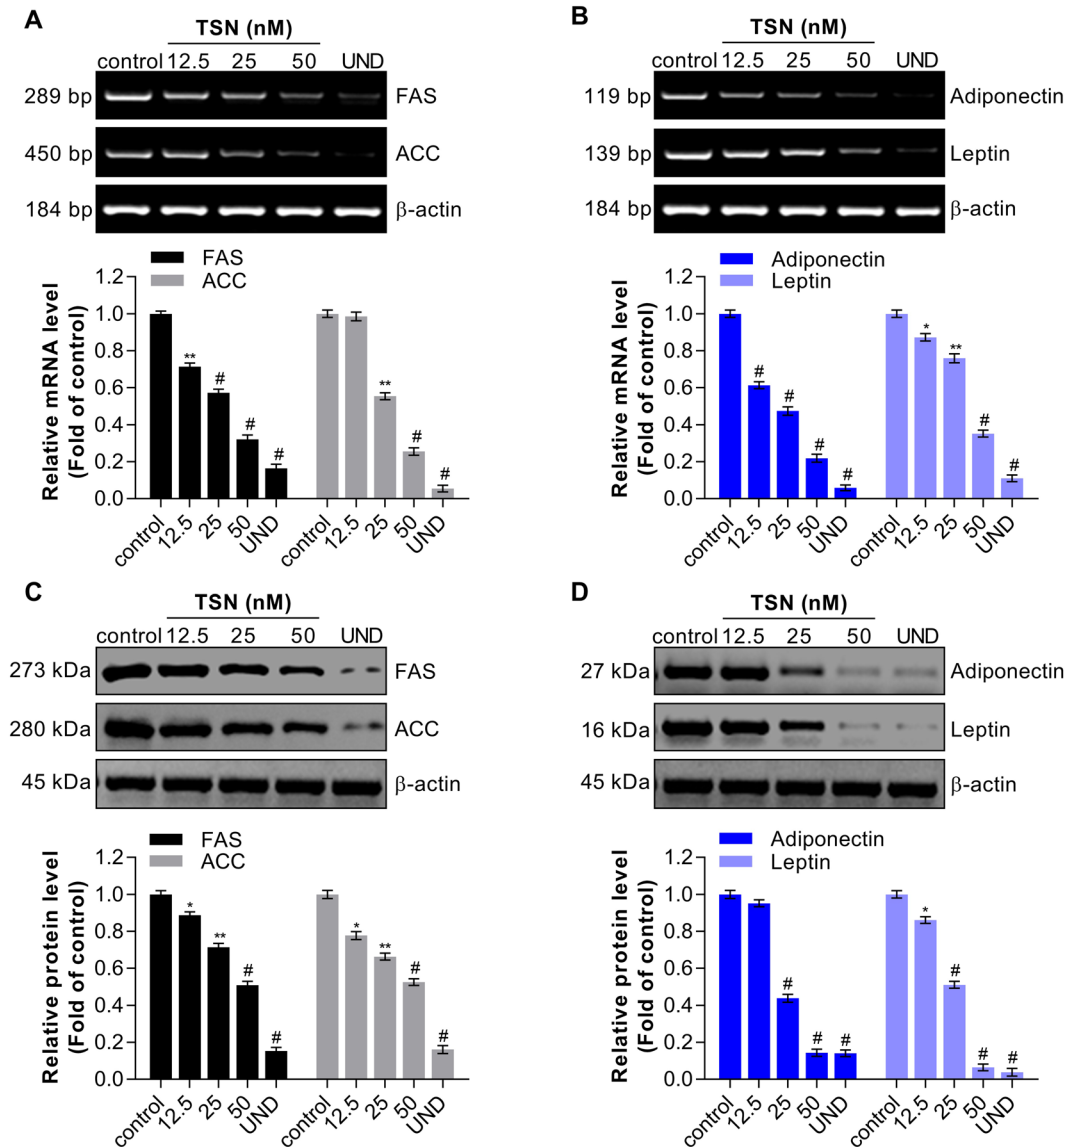 A
TSN (nM)
control 12.5 25 50 UND
289 bp FAS
450 bp ACC
184 bp β-actin
FAS
ACC
Relative mRNA level
(Fold of control)
1.2
1.0
0.8
0.6
0.4
0.2
0.0
** # # #
** # #
control 12.5 25 50 UND control 12.5 25 50 UND
B
TSN (nM)
control 12.5 25 50 UND
119 bp Adiponectin
139 bp Leptin
184 bp β-actin
Adiponectin
Leptin
Relative mRNA level
(Fold of control)
1.2
1.0
0.8
0.6
0.4
0.2
0.0
# # # #
* ** # #
control 12.5 25 50 UND control 12.5 25 50 UND
C
TSN (nM)
control 12.5 25 50 UND
273 kDa FAS
280 kDa ACC
45 kDa β-actin
FAS
ACC
Relative protein level
(Fold of control)
1.2
1.0
0.8
0.6
0.4
0.2
0.0
* ** # #
* ** # #
control 12.5 25 50 UND control 12.5 25 50 UND
D
TSN (nM)
control 12.5 25 50 UND
27 kDa Adiponectin
16 kDa Leptin
45 kDa β-actin
Adiponectin
Leptin
Relative protein level
(Fold of control)
1.2
1.0
0.8
0.6
0.4
0.2
0.0
# # #
* # # #
control 12.5 25 50 UND control 12.5 25 50 UND